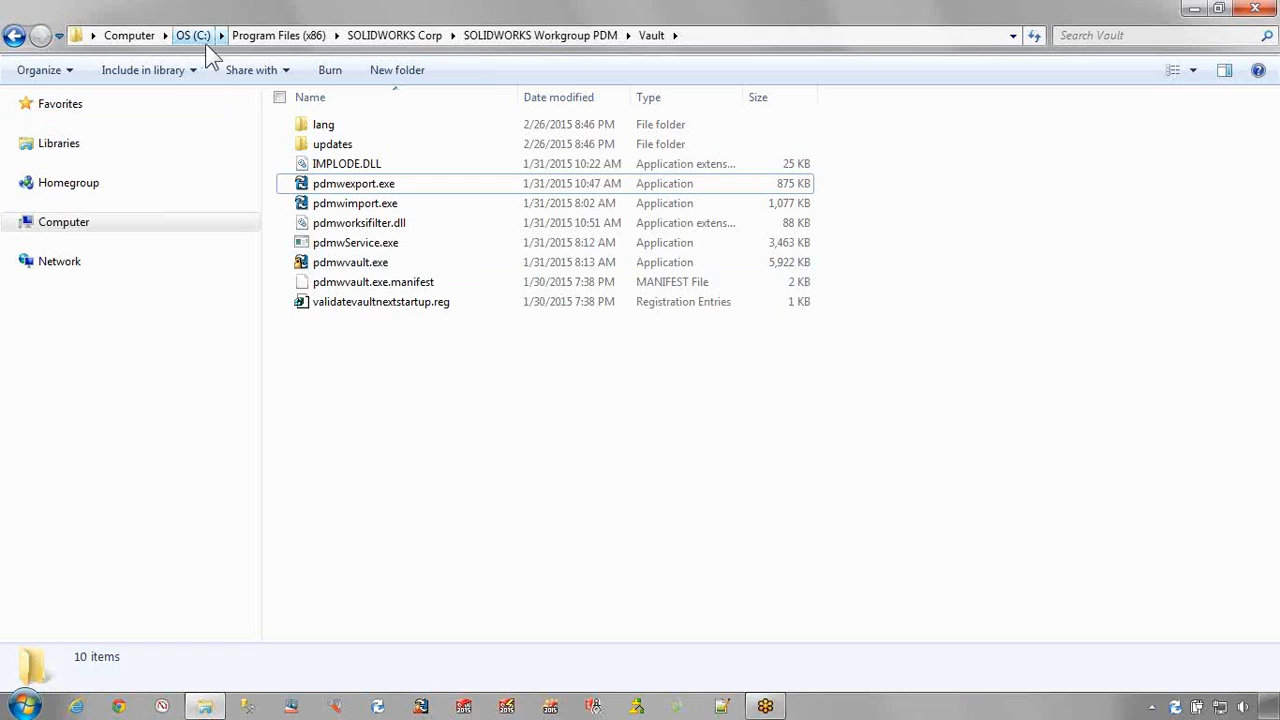 Computer OS (C:) Program Files (x86) SOLIDWORKS Corp SOLIDWORKS Workgroup PDM Vault Search Vault
Organize Include in library Share with Burn New folder
Favorites
Libraries
Homegroup
Computer
Network
Name Date modified Type Size
lang 2/26/2015 8:46 PM File folder
updates 2/26/2015 8:46 PM File folder
IMPLODE.DLL 1/31/2015 10:22 AM Application extens... 25 KB
pdmwexport.exe 1/31/2015 10:47 AM Application 875 KB
pdmwimport.exe 1/31/2015 8:02 AM Application 1,077 KB
pdmworksifilter.dll 1/31/2015 10:51 AM Application extens... 88 KB
pdmwService.exe 1/31/2015 8:12 AM Application 3,463 KB
pdmwvault.exe 1/31/2015 8:13 AM Application 5,922 KB
pdmwvault.exe.manifest 1/30/2015 7:38 PM MANIFEST File 2 KB
validatevaultnextstartup.reg 1/30/2015 7:38 PM Registration Entries 1 KB
10 items
2015 2015 2015